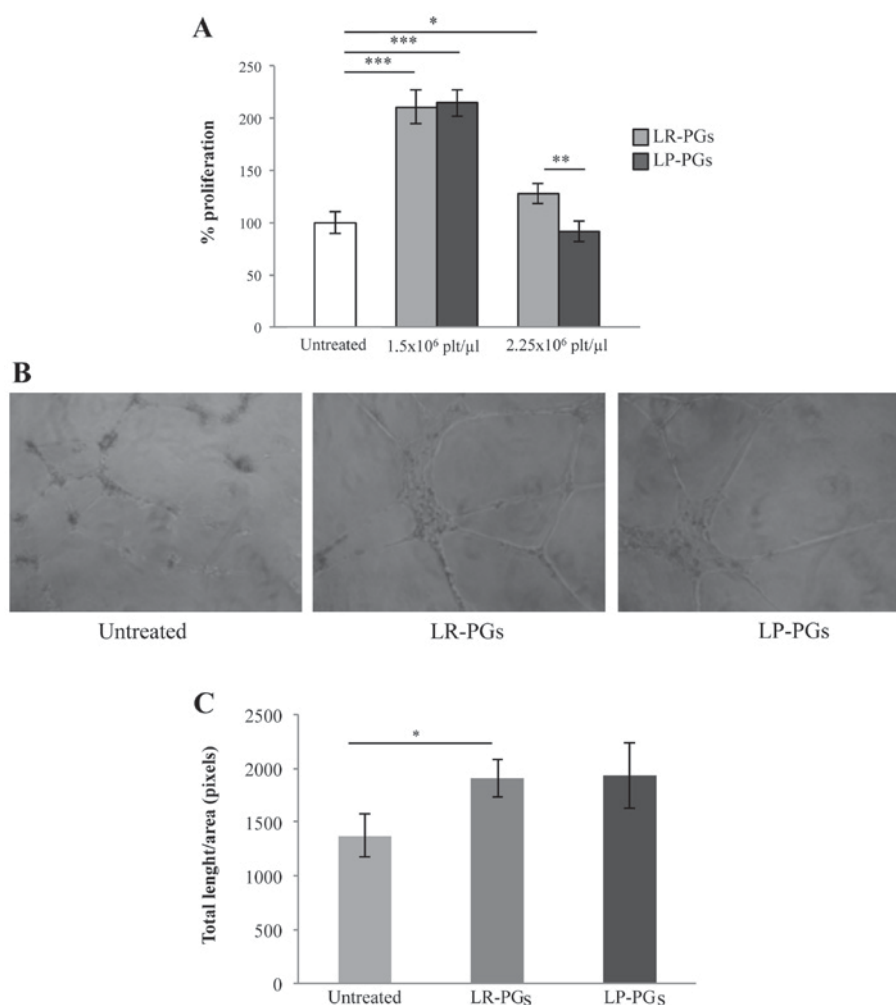 A
*
***
***
250
200
150
100
50
0
% proliferation
**
LR-PGs
LP-PGs
Untreated
1.5x10⁶ plt/µl
2.25x10⁶ plt/µl
B
Untreated
LR-PGs
LP-PGs
C
2500
2000
1500
1000
500
0
Total lenght/area (pixels)
*
Untreated
LR-PGs
LP-PGs